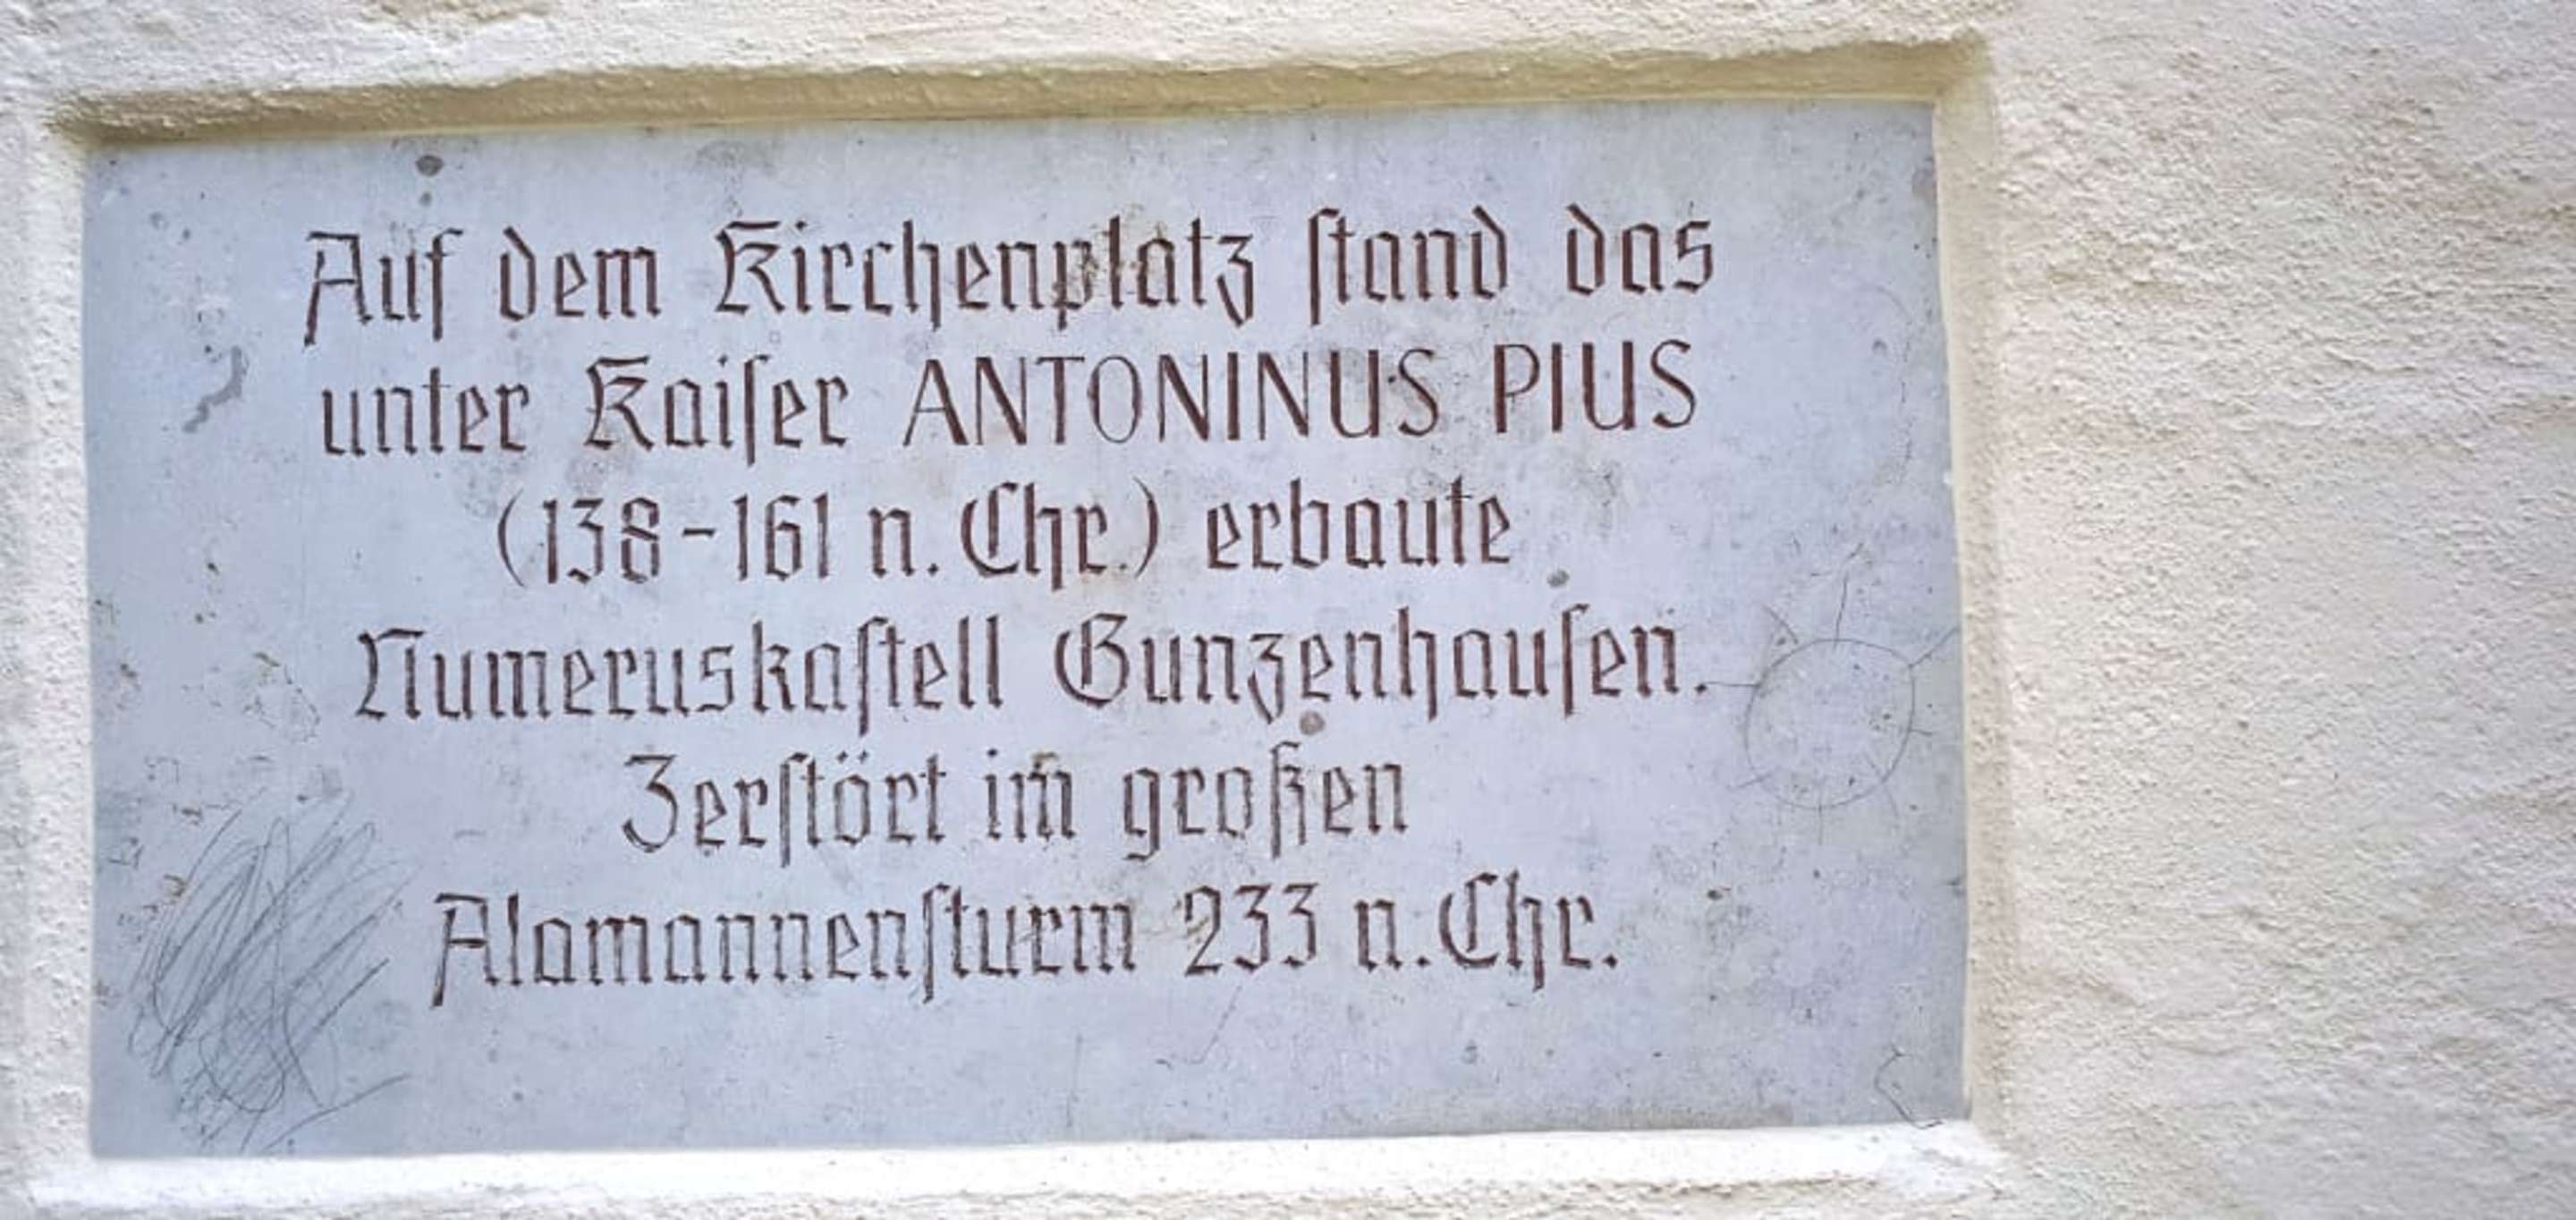 Auf dem Kirchenplatz ſtand das
unter Kaiſer ANTONINUS PIUS
(138-161 n. Chr.) erbaute
Numeruskaſtell Gunzenhauſen.
Zerſtört im großen
Alamannenſturm 233 n. Chr.